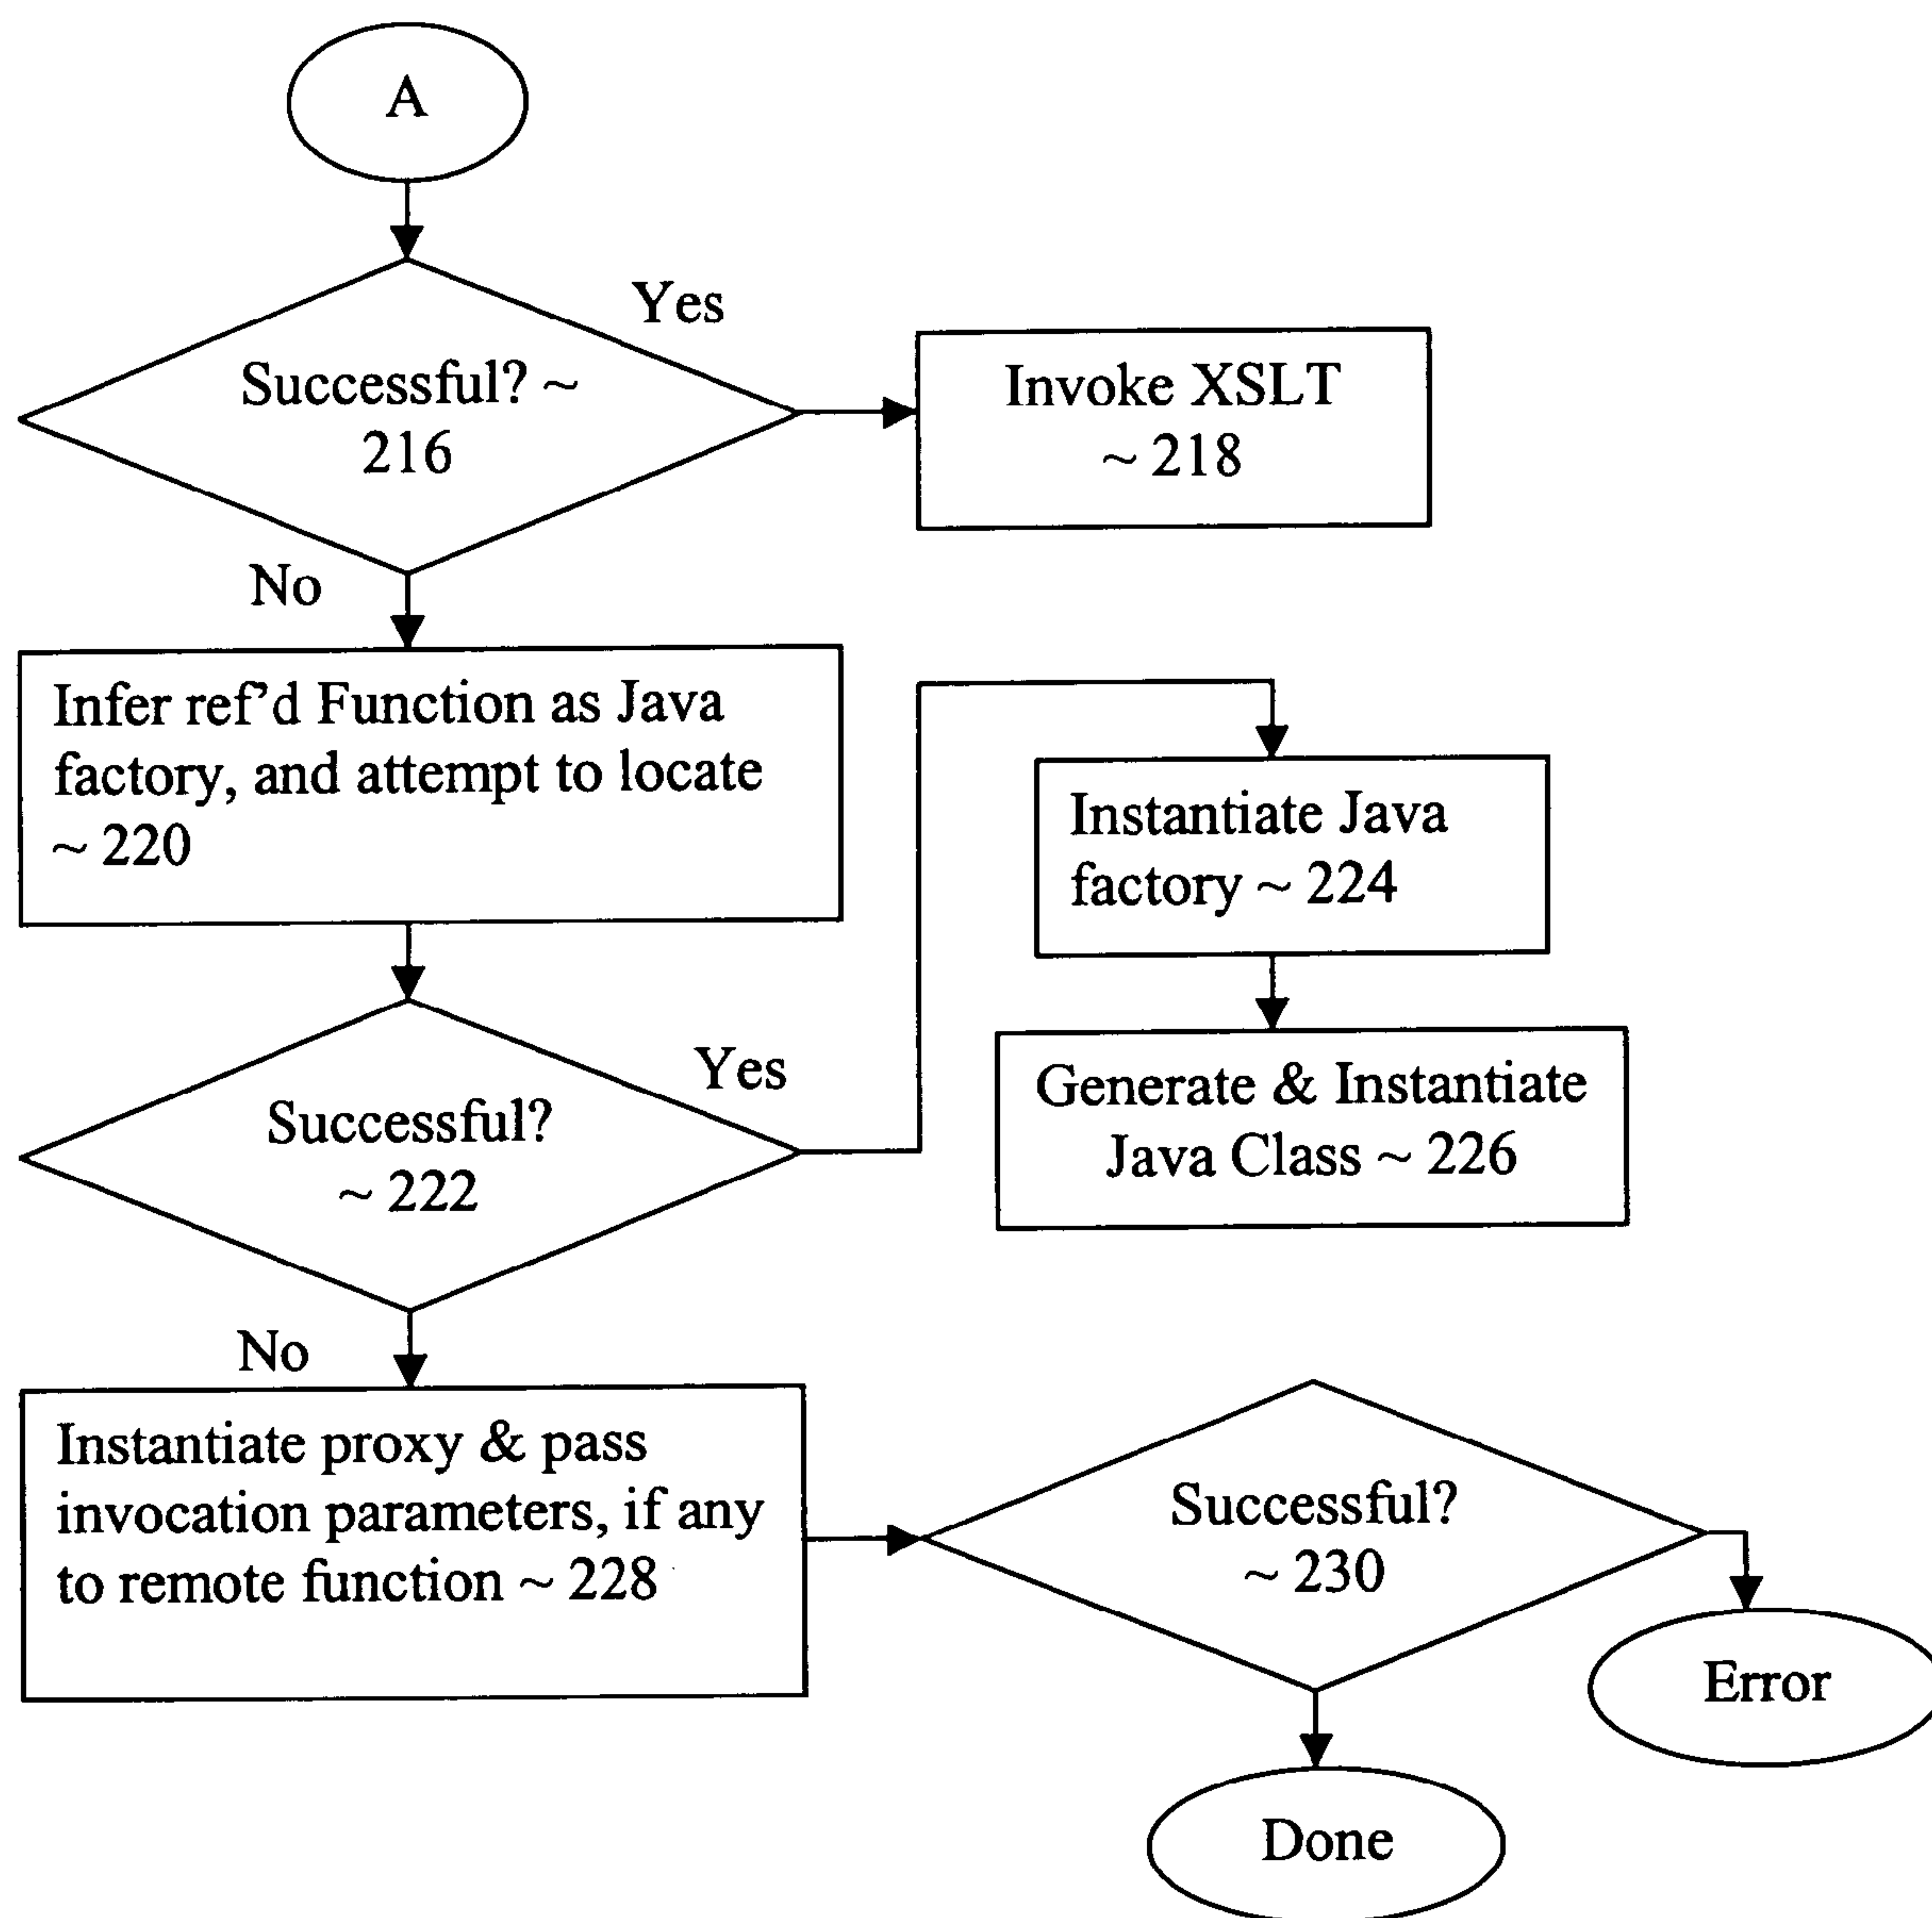 A
Yes
Successful? ~
216
Invoke XSLT
~ 218
No
Infer ref’d Function as Java
factory, and attempt to locate
~ 220
Instantiate Java
factory ~ 224
Yes
Successful?
~ 222
Generate & Instantiate
Java Class ~ 226
No
Instantiate proxy & pass
invocation parameters, if any
to remote function ~ 228
Successful?
~ 230
Error
Done